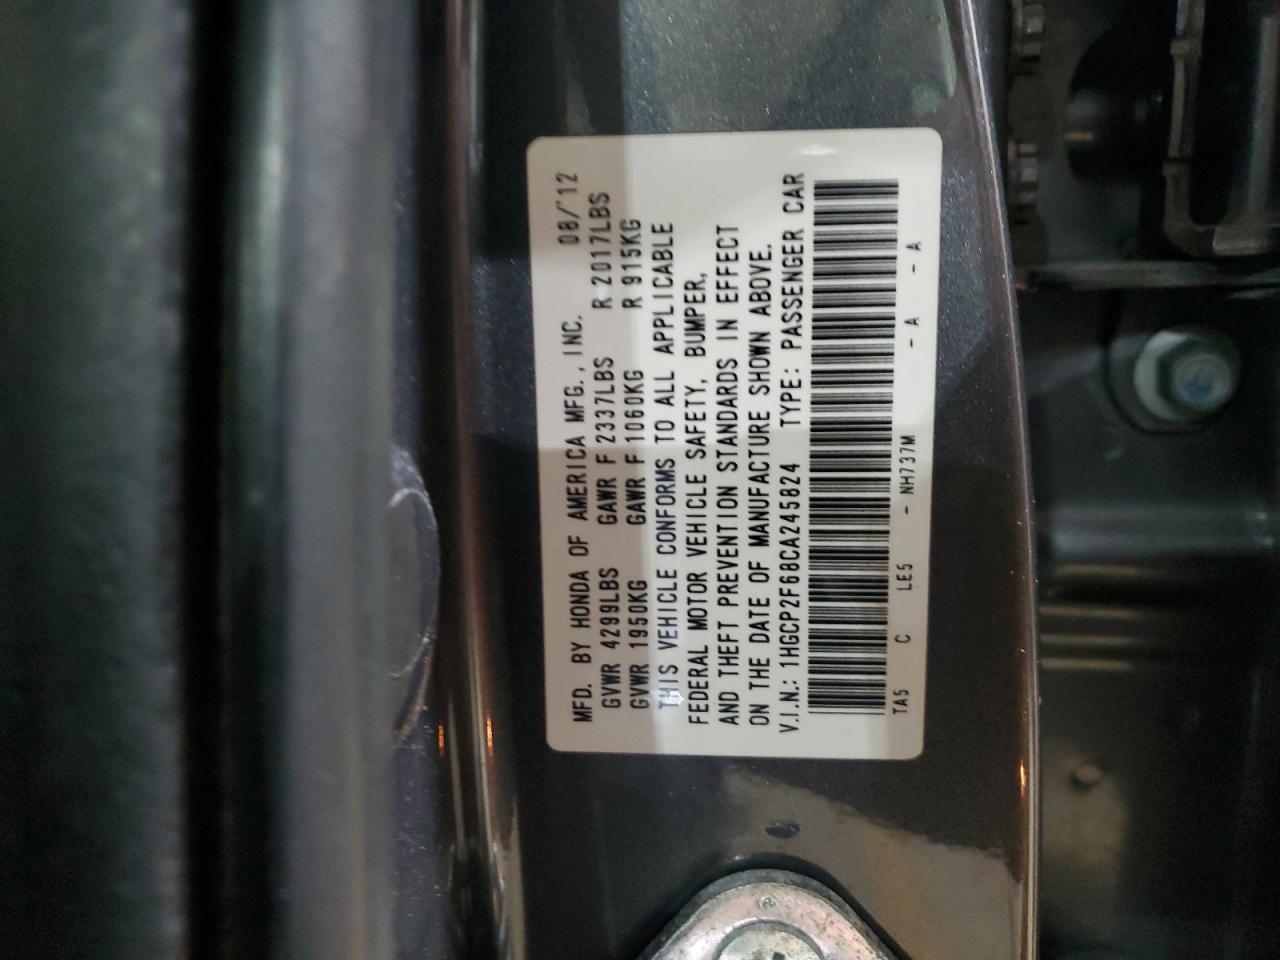 MFD. BY HONDA OF AMERICA MFG., INC. 08/'12
GVWR 4299LBS GAWR F 2337LBS R 2017LBS
GVWR 1950KG GAWR F 1060KG R 915KG
THIS VEHICLE CONFORMS TO ALL APPLICABLE
FEDERAL MOTOR VEHICLE SAFETY, BUMPER,
AND THEFT PREVENTION STANDARDS IN EFFECT
ON THE DATE OF MANUFACTURE SHOWN ABOVE.
V.I.N.: 1HGCP2F68CA245824 TYPE: PASSENGER CAR
TA5 C LE5 - NH737M - A - A